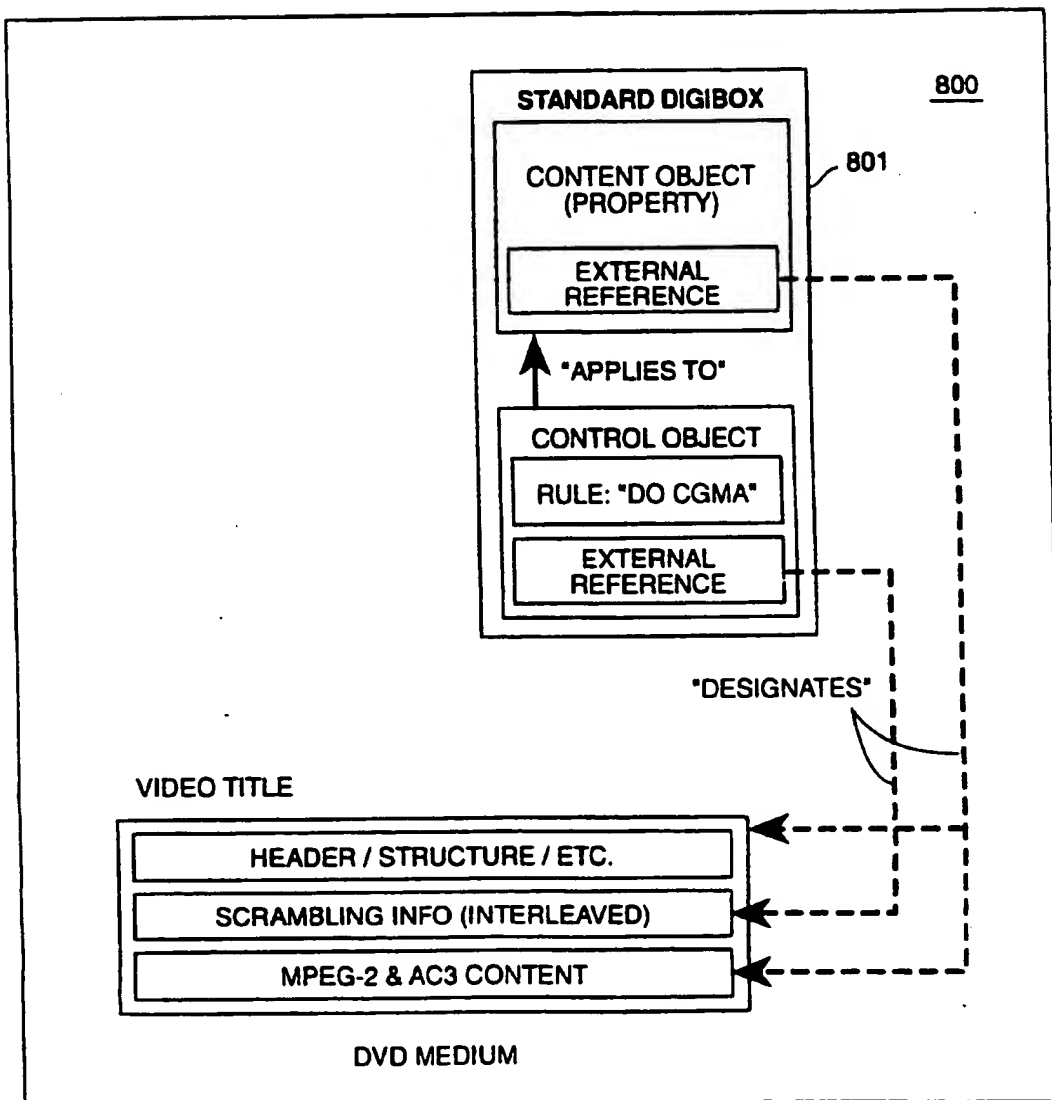 800
STANDARD DIGIBOX
801
CONTENT OBJECT
(PROPERTY)
EXTERNAL
REFERENCE
"APPLIES TO"
CONTROL OBJECT
RULE: "DO CGMA"
EXTERNAL
REFERENCE
"DESIGNATES"
VIDEO TITLE
HEADER / STRUCTURE / ETC.
SCRAMBLING INFO (INTERLEAVED)
MPEG-2 & AC3 CONTENT
DVD MEDIUM